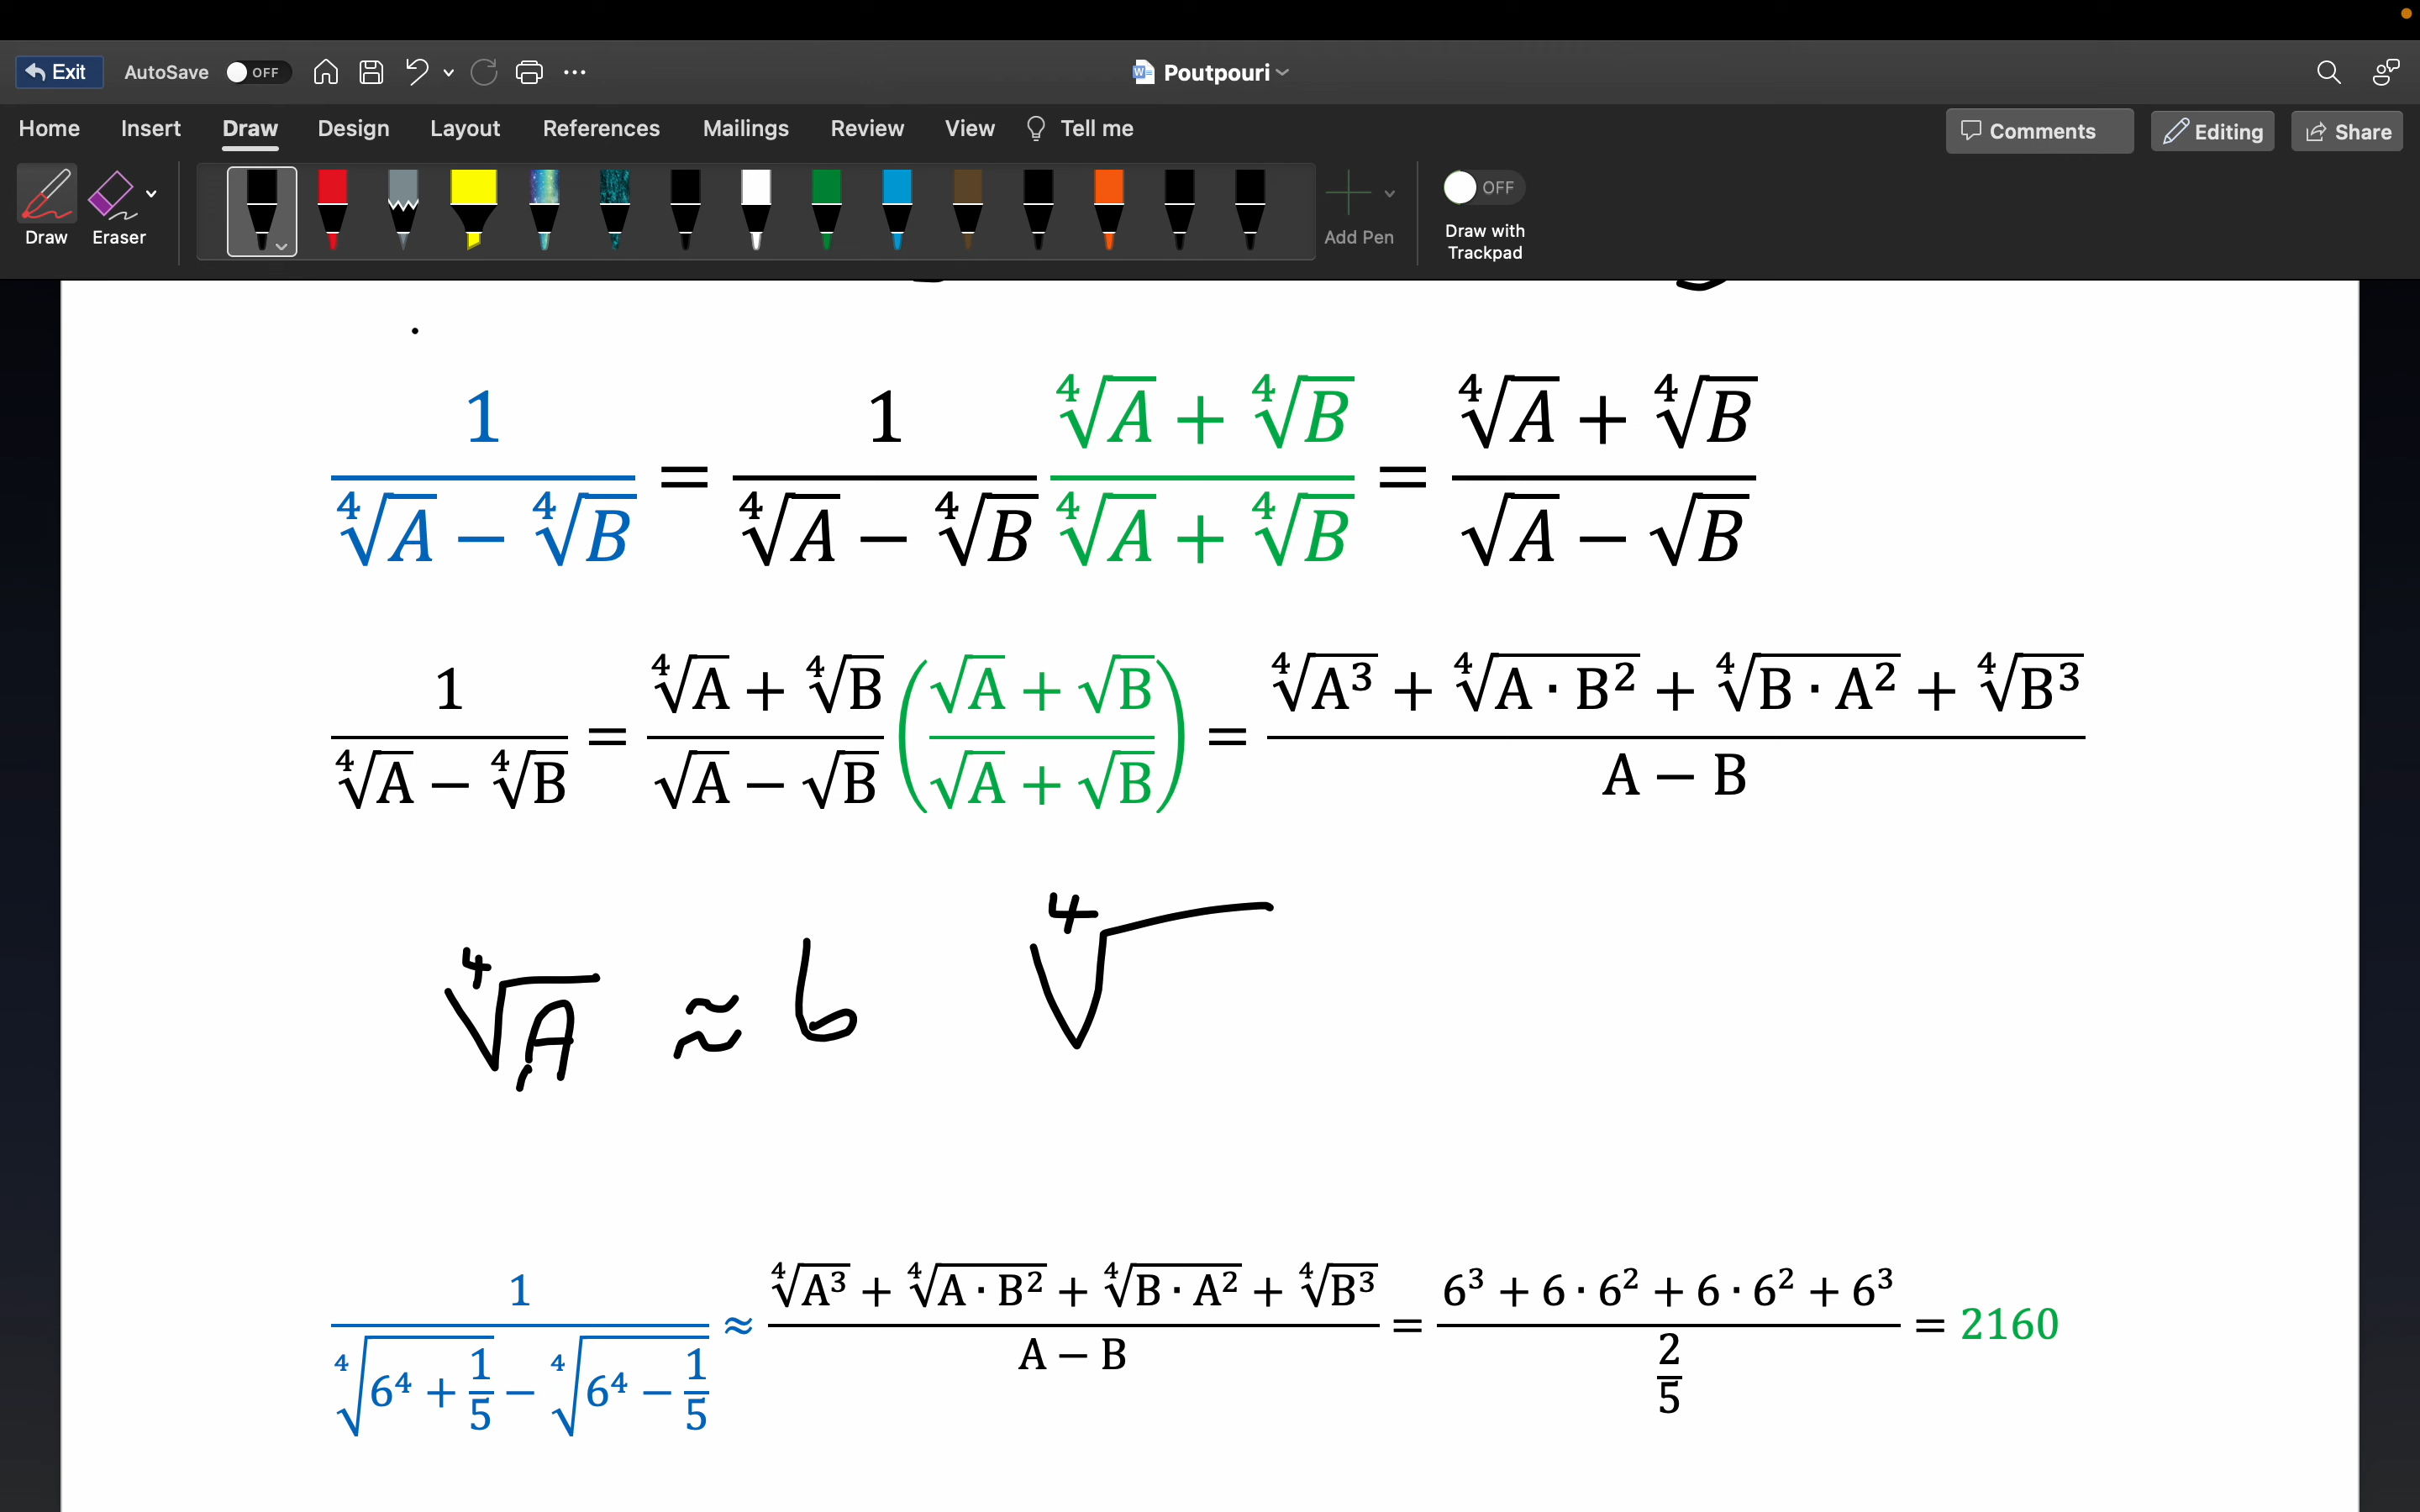 Exit AutoSave OFF Poutpouri
Home Insert Draw Design Layout References Mailings Review View Tell me Comments Editing Share
Draw Eraser Add Pen OFF Draw with Trackpad
1/(∜A − ∜B) = 1/(∜A − ∜B) (∜A + ∜B)/(∜A + ∜B) = (∜A + ∜B)/(√A − √B)
1/(∜A − ∜B) = (∜A + ∜B)/(√A − √B) ((√A + √B)/(√A + √B)) = (∜A³ + ∜(A · B²) + ∜(B · A²) + ∜B³)/(A − B)
∜A ≈ 6 ∜
1/(∜(6⁴ + 1/5) − ∜(6⁴ − 1/5)) ≈ (∜A³ + ∜(A · B²) + ∜(B · A²) + ∜B³)/(A − B) = (6³ + 6 · 6² + 6 · 6² + 6³)/(2/5) = 2160